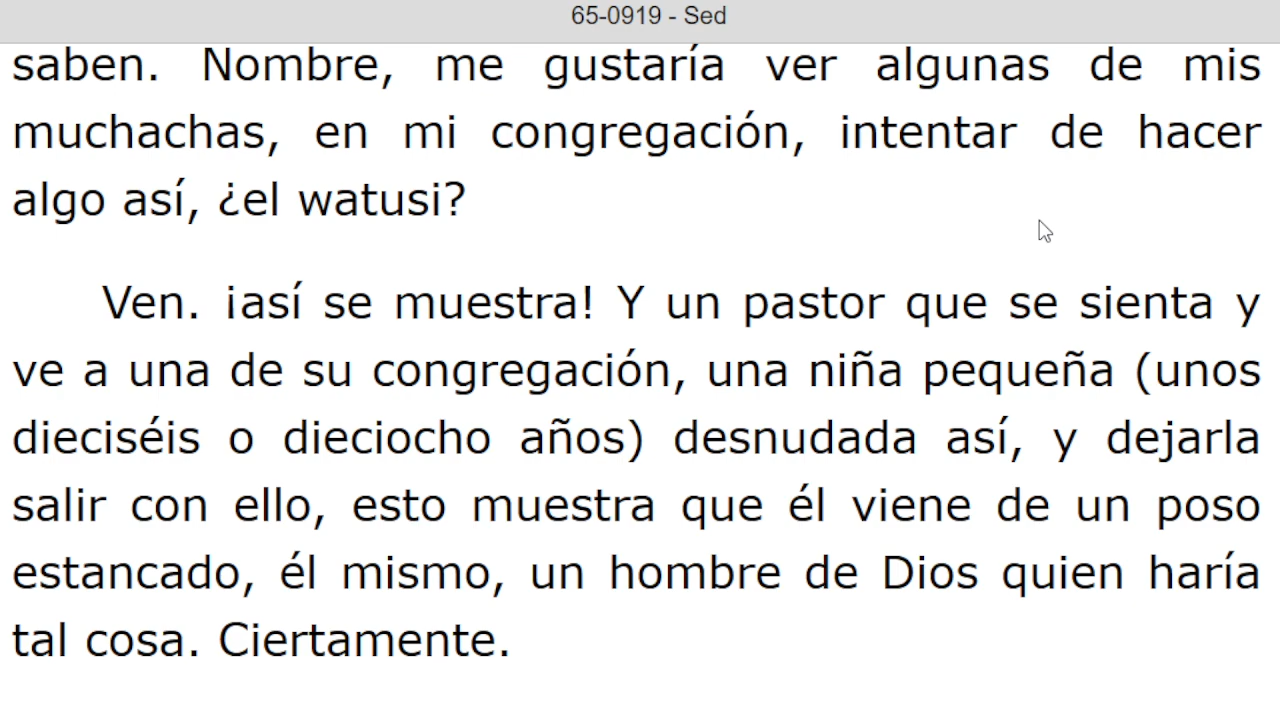 65-0919 - Sed
saben. Nombre, me gustaría ver algunas de mis
muchachas, en mi congregación, intentar de hacer
algo así, ¿el watusi?
Ven. ¡así se muestra! Y un pastor que se sienta y
ve a una de su congregación, una niña pequeña (unos
dieciséis o dieciocho años) desnudada así, y dejarla
salir con ello, esto muestra que él viene de un poso
estancado, él mismo, un hombre de Dios quien haría
tal cosa. Ciertamente.